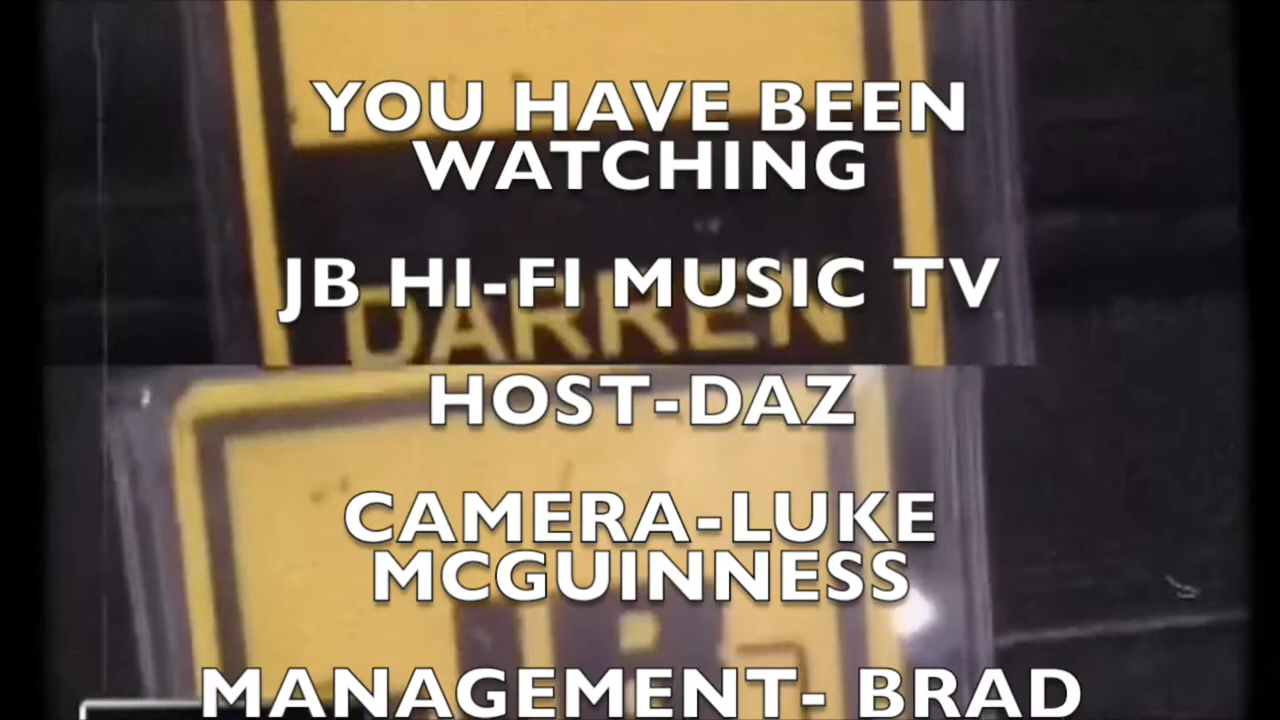 YOU HAVE BEEN
WATCHING
JB HI-FI MUSIC TV
DARREN
HOST-DAZ
CAMERA-LUKE
MCGUINNESS
MANAGEMENT- BRAD